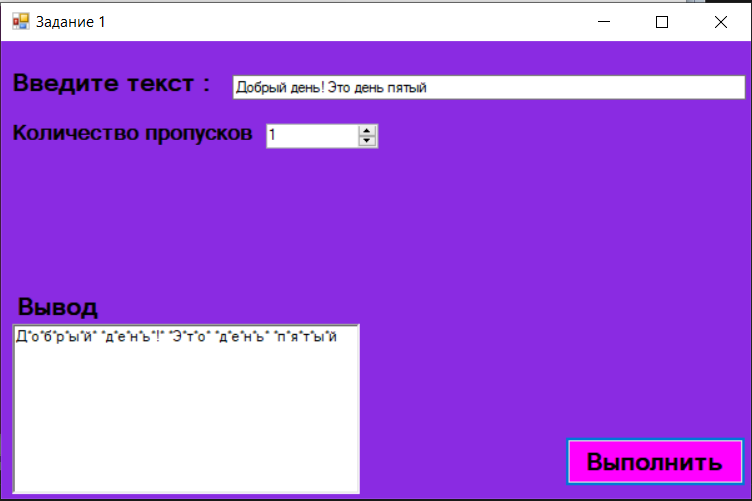 Задание 1
Введите текст : Добрый день! Это день пятый
Количество пропусков 1
Вывод
Д*о*б*р*ы*й* *д*е*н*ь*!* *Э*т*о* *д*е*н*ь* *п*я*т*ы*й
Выполнить